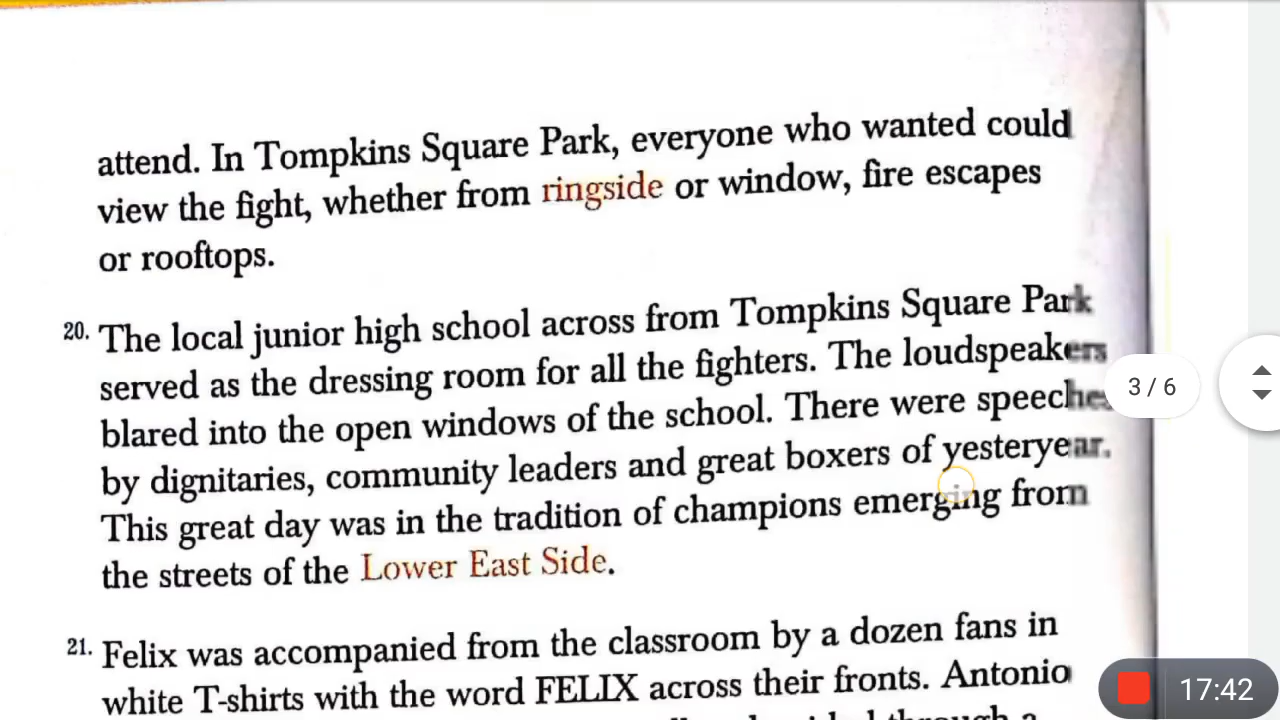 attend. In Tompkins Square Park, everyone who wanted could
view the fight, whether from ringside or window, fire escapes
or rooftops.
20. The local junior high school across from Tompkins Square Park
served as the dressing room for all the fighters. The loudspeakers
blared into the open windows of the school. There were speeches
by dignitaries, community leaders and great boxers of yesteryear.
This great day was in the tradition of champions emerging from
the streets of the Lower East Side.
21. Felix was accompanied from the classroom by a dozen fans in
white T-shirts with the word FELIX across their fronts. Antonio
3 / 6
17:42